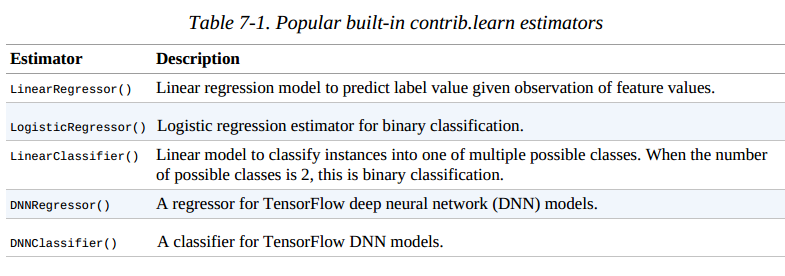 Table 7-1. Popular built-in contrib.learn estimators
Estimator Description
LinearRegressor() Linear regression model to predict label value given observation of feature values.
LogisticRegressor() Logistic regression estimator for binary classification.
LinearClassifier() Linear model to classify instances into one of multiple possible classes. When the number
of possible classes is 2, this is binary classification.
DNNRegressor() A regressor for TensorFlow deep neural network (DNN) models.
DNNClassifier() A classifier for TensorFlow DNN models.